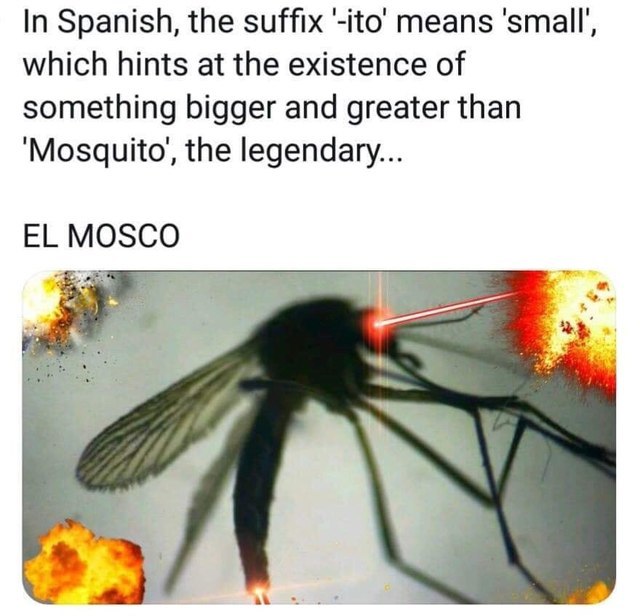 In Spanish, the suffix '-ito' means 'small',
which hints at the existence of
something bigger and greater than
'Mosquito', the legendary...
EL MOSCO